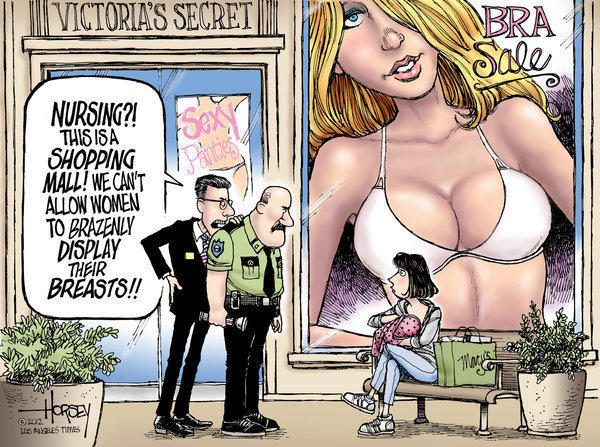 VICTORIA'S SECRET
BRA
Sale
Sexy
Panties
NURSING?!
THIS IS A
SHOPPING
MALL! WE CAN'T
ALLOW WOMEN
TO BRAZENLY
DISPLAY
THEIR
BREASTS!!
Macy's
HORSEY
©2012
LOS ANGELES TIMES